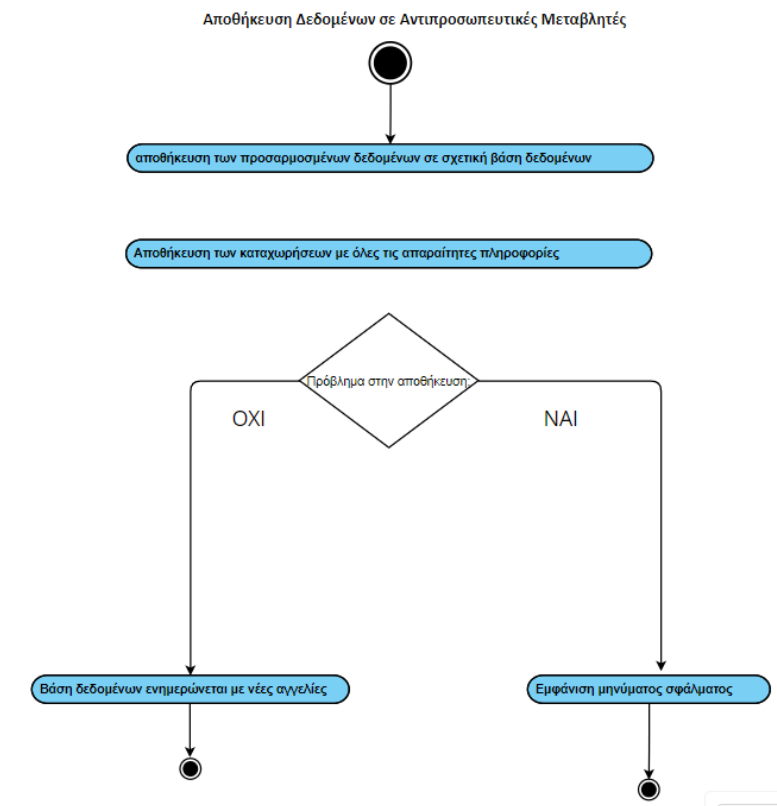 Αποθήκευση Δεδομένων σε Αντιπροσωπευτικές Μεταβλητές
αποθήκευση των προσαρμοσμένων δεδομένων σε σχετική βάση δεδομένων
Αποθήκευση των καταχωρήσεων με όλες τις απαραίτητες πληροφορίες
Πρόβλημα στην αποθήκευση;
ΟΧΙ
ΝΑΙ
Βάση δεδομένων ενημερώνεται με νέες αγγελίες
Εμφάνιση μηνύματος σφάλματος